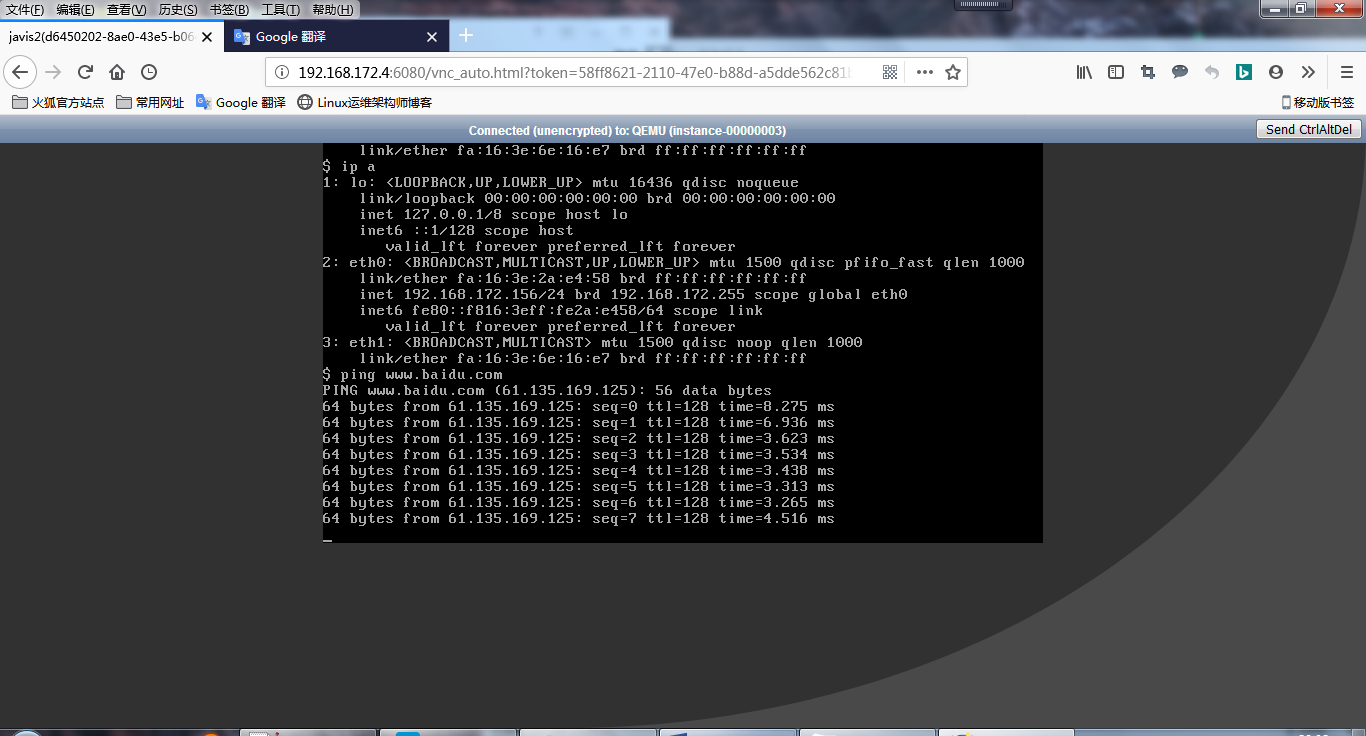 文件(F) 编辑(E) 查看(V) 历史(S) 书签(B) 工具(T) 帮助(H)
javis2(d6450202-8ae0-43e5-b06 Google 翻译
192.168.172.4:6080/vnc_auto.html?token=58ff8621-2110-47e0-b88d-a5dde562c81b
火狐官方站点 常用网址 Google 翻译 Linux运维架构师博客 移动版书签
Connected (unencrypted) to: QEMU (instance-00000003) Send CtrlAltDel
link/ether fa:16:3e:6e:16:e7 brd ff:ff:ff:ff:ff:ff
$ ip a
1: lo: <LOOPBACK,UP,LOWER_UP> mtu 16436 qdisc noqueue
link/loopback 00:00:00:00:00:00 brd 00:00:00:00:00:00
inet 127.0.0.1/8 scope host lo
inet6 ::1/128 scope host
valid_lft forever preferred_lft forever
2: eth0: <BROADCAST,MULTICAST,UP,LOWER_UP> mtu 1500 qdisc pfifo_fast qlen 1000
link/ether fa:16:3e:2a:e4:58 brd ff:ff:ff:ff:ff:ff
inet 192.168.172.156/24 brd 192.168.172.255 scope global eth0
inet6 fe80::f816:3eff:fe2a:e458/64 scope link
valid_lft forever preferred_lft forever
3: eth1: <BROADCAST,MULTICAST> mtu 1500 qdisc noop qlen 1000
link/ether fa:16:3e:6e:16:e7 brd ff:ff:ff:ff:ff:ff
$ ping www.baidu.com
PING www.baidu.com (61.135.169.125): 56 data bytes
64 bytes from 61.135.169.125: seq=0 ttl=128 time=8.275 ms
64 bytes from 61.135.169.125: seq=1 ttl=128 time=6.936 ms
64 bytes from 61.135.169.125: seq=2 ttl=128 time=3.623 ms
64 bytes from 61.135.169.125: seq=3 ttl=128 time=3.534 ms
64 bytes from 61.135.169.125: seq=4 ttl=128 time=3.438 ms
64 bytes from 61.135.169.125: seq=5 ttl=128 time=3.313 ms
64 bytes from 61.135.169.125: seq=6 ttl=128 time=3.265 ms
64 bytes from 61.135.169.125: seq=7 ttl=128 time=4.516 ms